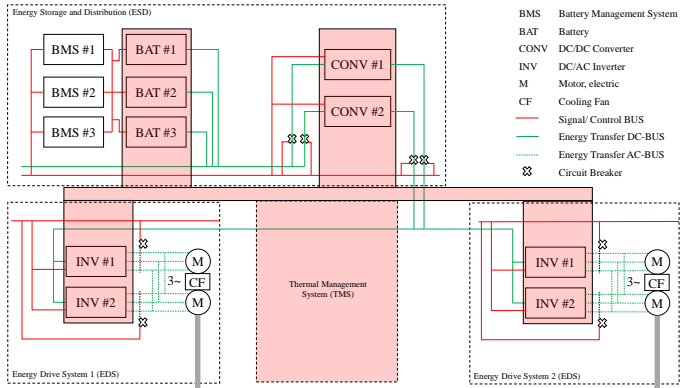 Energy Storage and Distribution (ESD)
BMS #1
BAT #1
BMS #2
BAT #2
BMS #3
BAT #3
CONV #1
CONV #2
BMS Battery Management System
BAT Battery
CONV DC/DC Converter
INV DC/AC Inverter
M Motor, electric
CF Cooling Fan
Signal/ Control BUS
Energy Transfer DC-BUS
Energy Transfer AC-BUS
Circuit Breaker
INV #1
INV #2
M
3~ CF
M
Energy Drive System 1 (EDS)
Thermal Management
System (TMS)
INV #1
INV #2
M
3~ CF
M
Energy Drive System 2 (EDS)